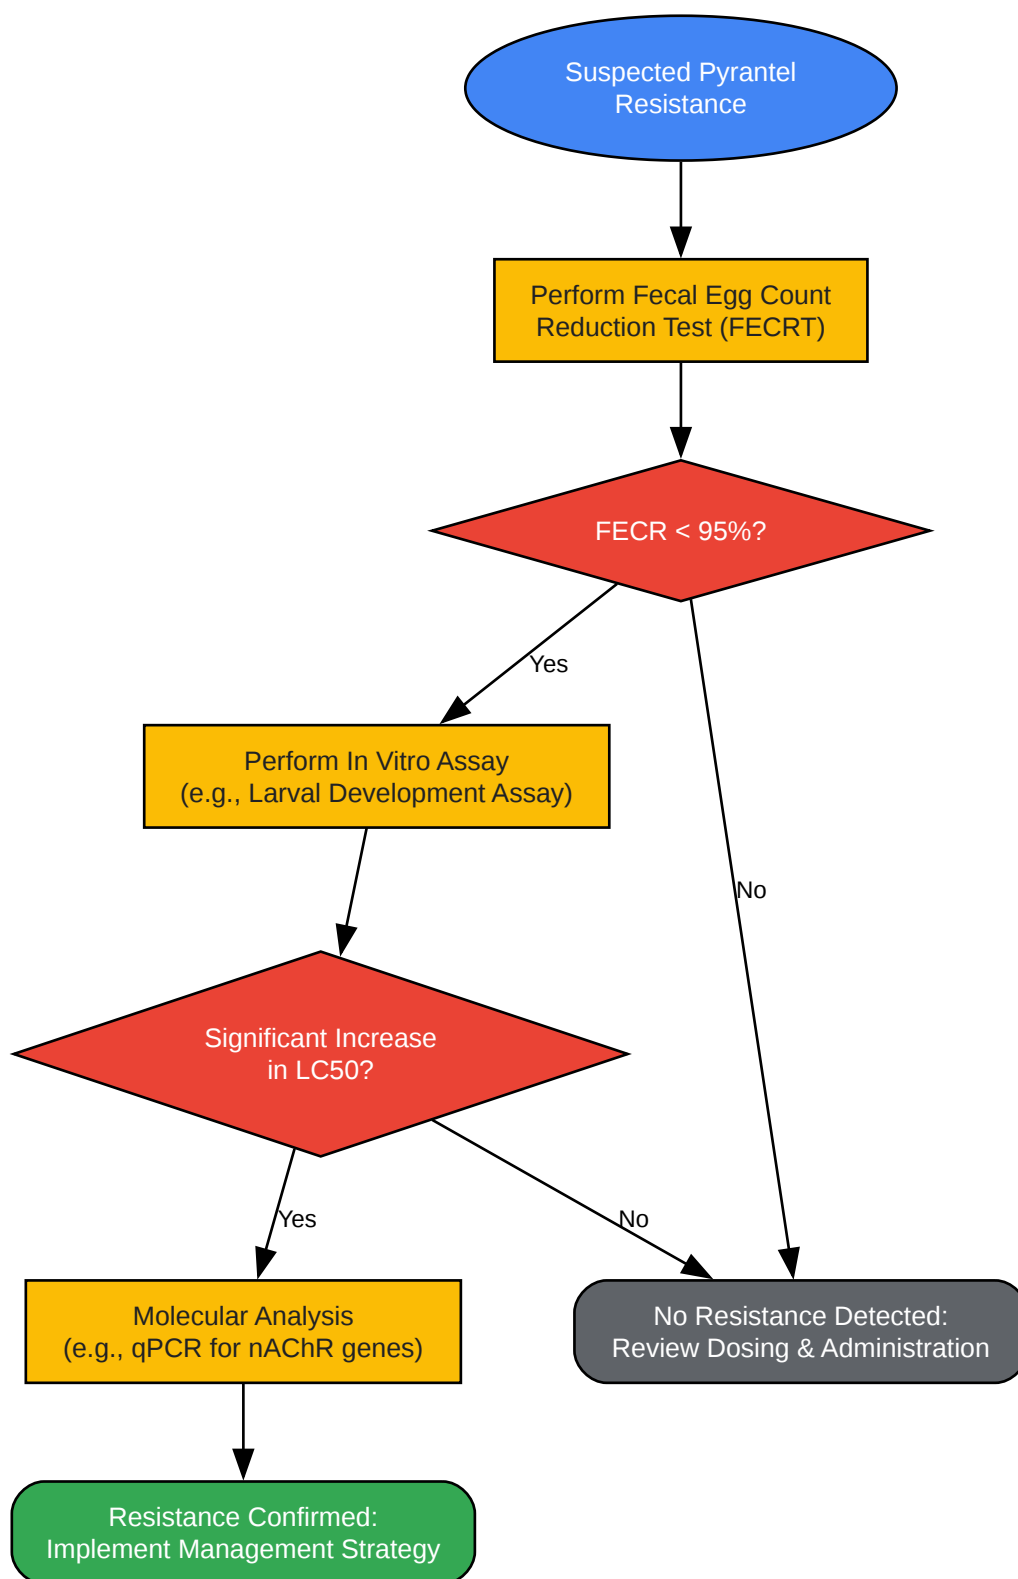 Suspected Pyrantel
Resistance
Perform Fecal Egg Count
Reduction Test (FECRT)
FECR < 95%?
Yes
Perform In Vitro Assay
(e.g., Larval Development Assay)
No
Significant Increase
in LC50?
Yes
No
Molecular Analysis
(e.g., qPCR for nAChR genes)
No Resistance Detected:
Review Dosing & Administration
Resistance Confirmed:
Implement Management Strategy